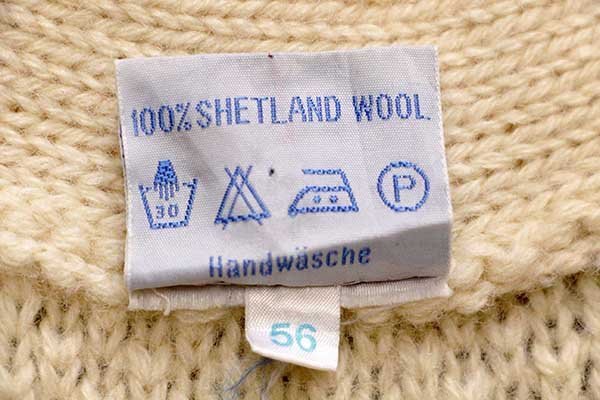 100% SHETLAND WOOL
30 P
Handwäsche
56